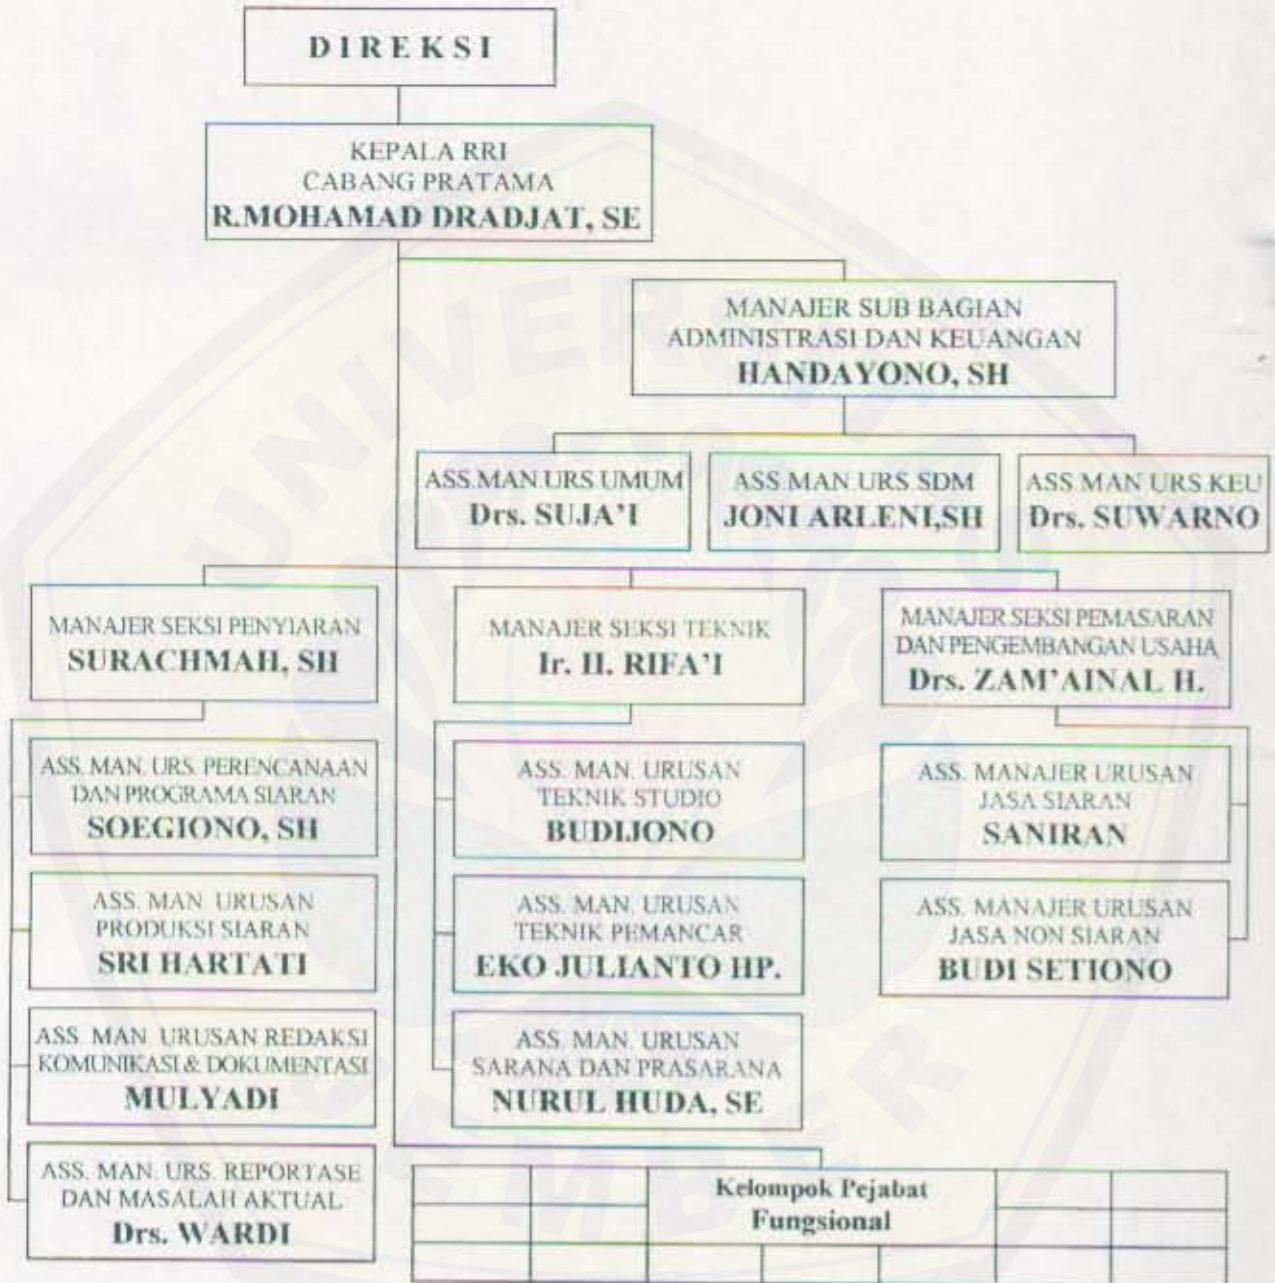 DIREKSI
KEPALA RRI
CABANG PRATAMA
R.MOHAMAD DRADJAT, SE
MANAJER SUB BAGIAN
ADMINISTRASI DAN KEUANGAN
HANDAYONO, SH
ASS.MAN URS UMUM
Drs. SUJA'I
ASS.MAN URS SDM
JONI ARLENI,SH
ASS MAN URS KEU
Drs. SUWARNO
MANAJER SEKSI PENYIARAN
SURACHMAH, SH
MANAJER SEKSI TEKNIK
Ir. H. RIFA'I
MANAJER SEKSI PEMASARAN
DAN PENGEMBANGAN USAHA
Drs. ZAM'AINAL H.
ASS. MAN. URS. PERENCANAAN
DAN PROGRAMA SIARAN
SOEGIONO, SH
ASS. MAN URUSAN
PRODUKSI SIARAN
SRI HARTATI
ASS. MAN URUSAN REDAKSI
KOMUNIKASI & DOKUMENTASI
MULYADI
ASS. MAN. URS. REPORTASE
DAN MASALAH AKTUAL
Drs. WARDI
ASS. MAN. URUSAN
TEKNIK STUDIO
BUDIJONO
ASS. MAN. URUSAN
TEKNIK PEMANCAR
EKO JULIANTO HP.
ASS. MAN. URUSAN
SARANA DAN PRASARANA
NURUL HUDA, SE
ASS. MANAJER URUSAN
JASA SIARAN
SANIRAN
ASS. MANAJER URUSAN
JASA NON SIARAN
BUDI SETIONO
Kelompok Pejabat
Fungsional
UNIVERSITAS
JEMBER